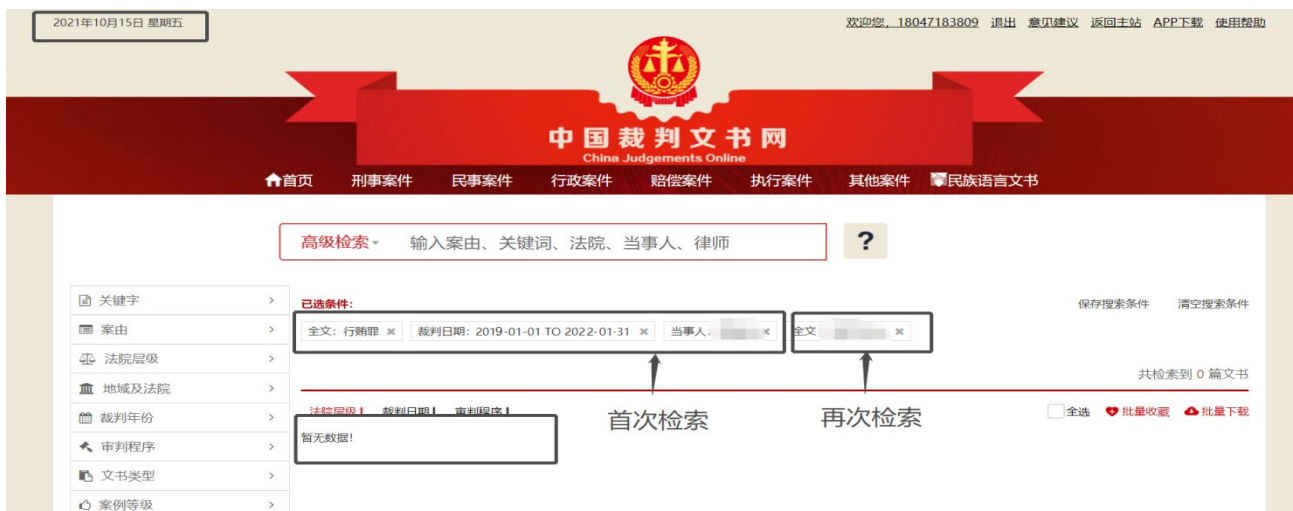 2021年10月15日 星期五
欢迎您，18047183809 退出 意见建议 返回主站 APP下载 使用帮助
中国裁判文书网
China Judgements Online
首页 刑事案件 民事案件 行政案件 赔偿案件 执行案件 其他案件 民族语言文书
高级检索 输入案由、关键词、法院、当事人、律师 ?
关键字
案由
法院层级
地域及法院
裁判年份
审判程序
文书类型
案例等级
已选条件:
保存搜索条件 清空搜索条件
全文: 行贿罪 × 裁判日期: 2019-01-01 TO 2022-01-31 × 当事人: × 全文 ×
共检索到 0 篇文书
法院层级 裁判日期 审判程序
首次检索 再次检索
全选 批量收藏 批量下载
暂无数据!